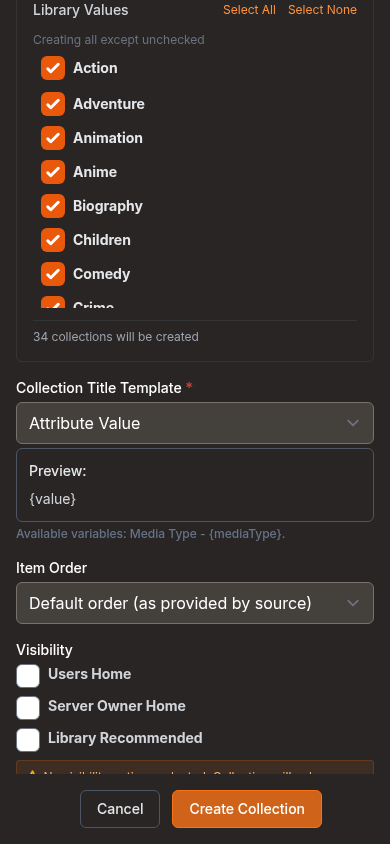 Library Values Select All Select None
Creating all except unchecked
Action
Adventure
Animation
Anime
Biography
Children
Comedy
Crime
34 collections will be created
Collection Title Template *
Attribute Value
Preview:
{value}
Available variables: Media Type - {mediaType}.
Item Order
Default order (as provided by source)
Visibility
Users Home
Server Owner Home
Library Recommended
Cancel Create Collection